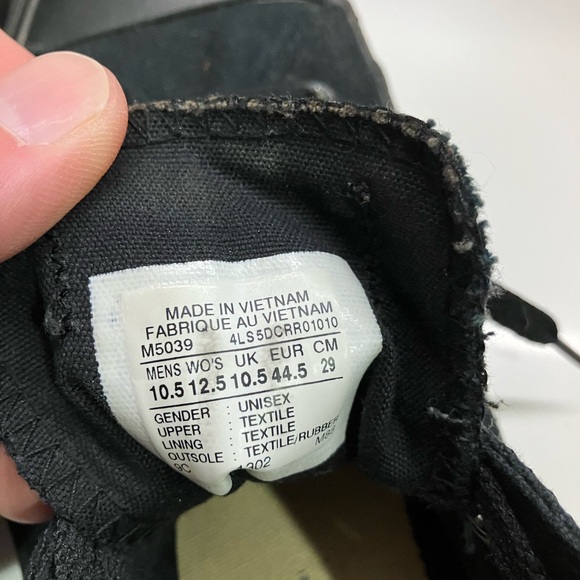 MADE IN VIETNAM
FABRIQUE AU VIETNAM
M5039 4LS5DCRR01010
MENS WO'S UK EUR CM
10.5 12.5 10.5 44.5 29
GENDER : UNISEX
UPPER : TEXTILE
LINING : TEXTILE
OUTSOLE : TEXTILE/RUBBER